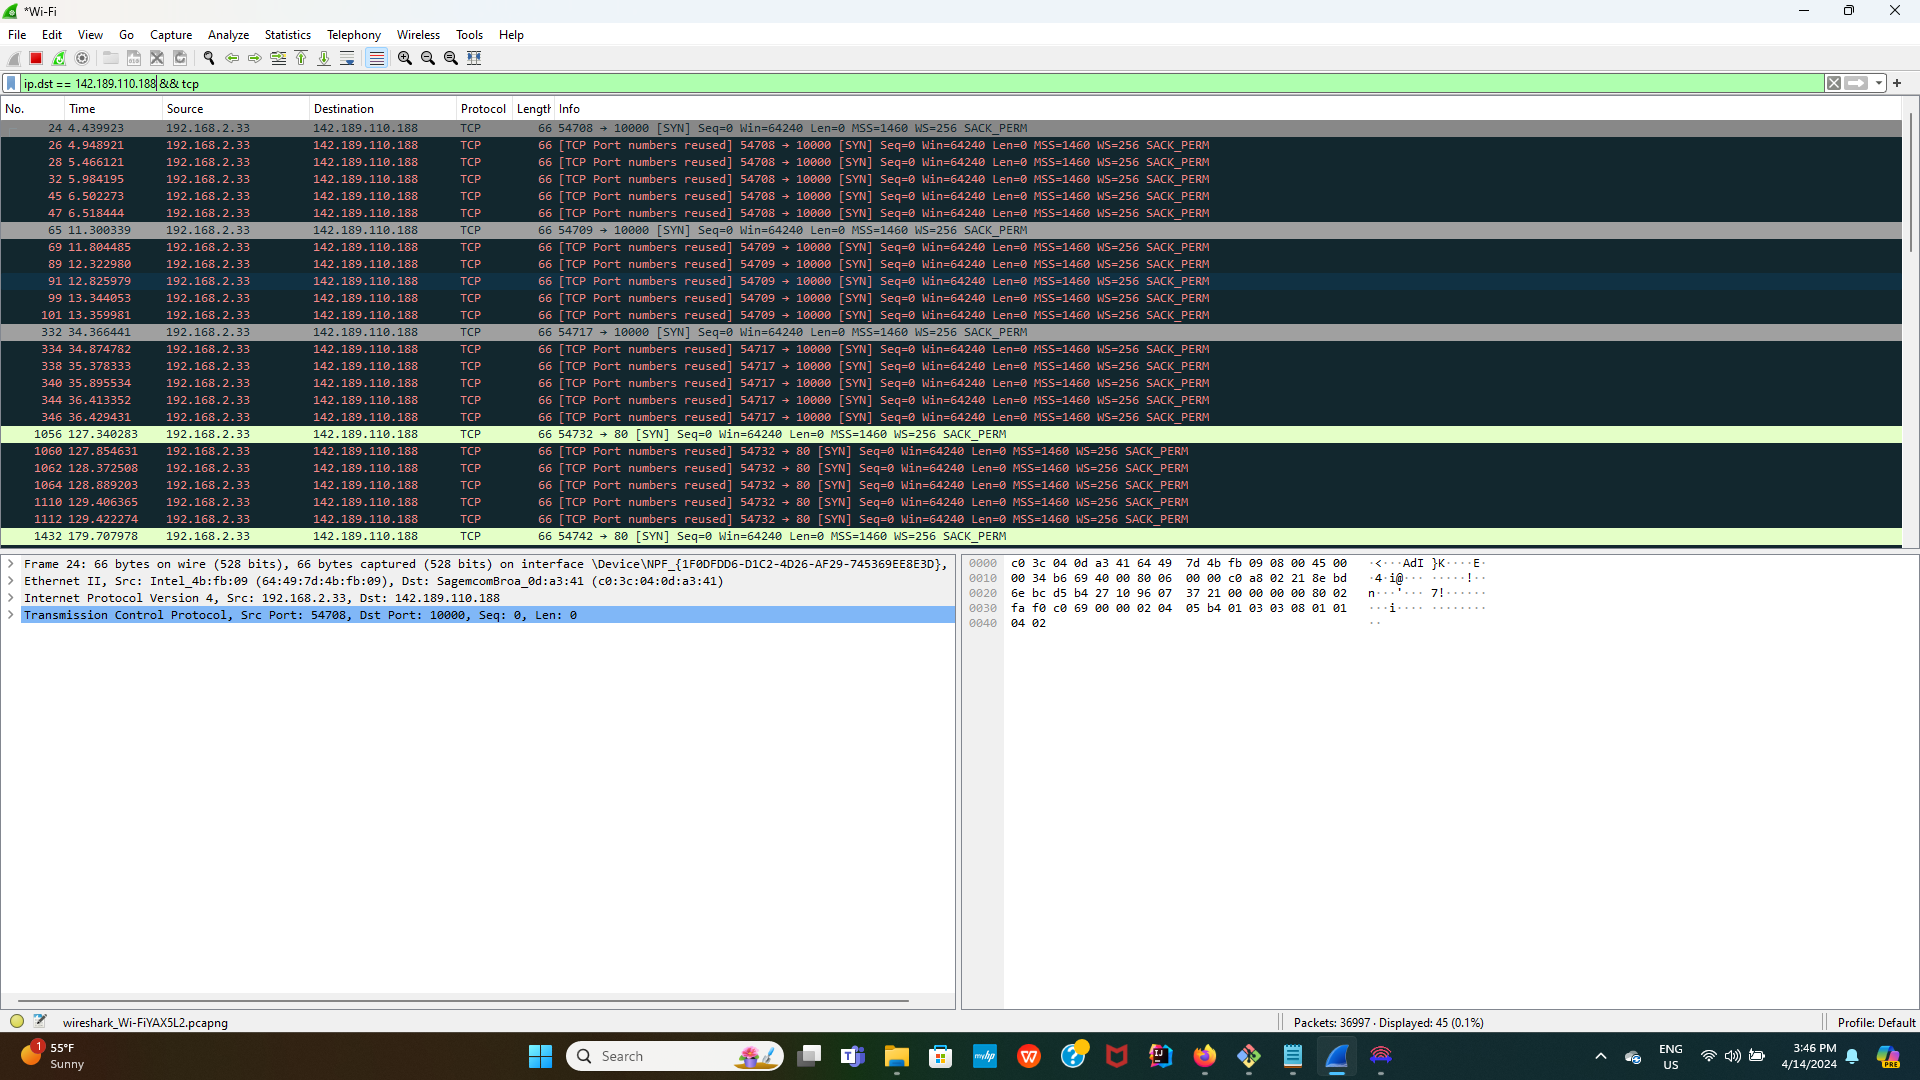 *Wi-Fi
File Edit View Go Capture Analyze Statistics Telephony Wireless Tools Help
ip.dst == 142.189.110.188 && tcp
No. Time Source Destination Protocol Length Info
24 4.439923 192.168.2.33 142.189.110.188 TCP 66 54708 → 10000 [SYN] Seq=0 Win=64240 Len=0 MSS=1460 WS=256 SACK_PERM
26 4.948921 192.168.2.33 142.189.110.188 TCP 66 [TCP Port numbers reused] 54708 → 10000 [SYN] Seq=0 Win=64240 Len=0 MSS=1460 WS=256 SACK_PERM
28 5.466121 192.168.2.33 142.189.110.188 TCP 66 [TCP Port numbers reused] 54708 → 10000 [SYN] Seq=0 Win=64240 Len=0 MSS=1460 WS=256 SACK_PERM
32 5.984195 192.168.2.33 142.189.110.188 TCP 66 [TCP Port numbers reused] 54708 → 10000 [SYN] Seq=0 Win=64240 Len=0 MSS=1460 WS=256 SACK_PERM
45 6.502273 192.168.2.33 142.189.110.188 TCP 66 [TCP Port numbers reused] 54708 → 10000 [SYN] Seq=0 Win=64240 Len=0 MSS=1460 WS=256 SACK_PERM
47 6.518444 192.168.2.33 142.189.110.188 TCP 66 [TCP Port numbers reused] 54708 → 10000 [SYN] Seq=0 Win=64240 Len=0 MSS=1460 WS=256 SACK_PERM
65 11.300339 192.168.2.33 142.189.110.188 TCP 66 54709 → 10000 [SYN] Seq=0 Win=64240 Len=0 MSS=1460 WS=256 SACK_PERM
69 11.804485 192.168.2.33 142.189.110.188 TCP 66 [TCP Port numbers reused] 54709 → 10000 [SYN] Seq=0 Win=64240 Len=0 MSS=1460 WS=256 SACK_PERM
89 12.322980 192.168.2.33 142.189.110.188 TCP 66 [TCP Port numbers reused] 54709 → 10000 [SYN] Seq=0 Win=64240 Len=0 MSS=1460 WS=256 SACK_PERM
91 12.825979 192.168.2.33 142.189.110.188 TCP 66 [TCP Port numbers reused] 54709 → 10000 [SYN] Seq=0 Win=64240 Len=0 MSS=1460 WS=256 SACK_PERM
99 13.344053 192.168.2.33 142.189.110.188 TCP 66 [TCP Port numbers reused] 54709 → 10000 [SYN] Seq=0 Win=64240 Len=0 MSS=1460 WS=256 SACK_PERM
101 13.359981 192.168.2.33 142.189.110.188 TCP 66 [TCP Port numbers reused] 54709 → 10000 [SYN] Seq=0 Win=64240 Len=0 MSS=1460 WS=256 SACK_PERM
332 34.366441 192.168.2.33 142.189.110.188 TCP 66 54717 → 10000 [SYN] Seq=0 Win=64240 Len=0 MSS=1460 WS=256 SACK_PERM
334 34.874782 192.168.2.33 142.189.110.188 TCP 66 [TCP Port numbers reused] 54717 → 10000 [SYN] Seq=0 Win=64240 Len=0 MSS=1460 WS=256 SACK_PERM
338 35.378333 192.168.2.33 142.189.110.188 TCP 66 [TCP Port numbers reused] 54717 → 10000 [SYN] Seq=0 Win=64240 Len=0 MSS=1460 WS=256 SACK_PERM
340 35.895534 192.168.2.33 142.189.110.188 TCP 66 [TCP Port numbers reused] 54717 → 10000 [SYN] Seq=0 Win=64240 Len=0 MSS=1460 WS=256 SACK_PERM
344 36.413352 192.168.2.33 142.189.110.188 TCP 66 [TCP Port numbers reused] 54717 → 10000 [SYN] Seq=0 Win=64240 Len=0 MSS=1460 WS=256 SACK_PERM
346 36.429431 192.168.2.33 142.189.110.188 TCP 66 [TCP Port numbers reused] 54717 → 10000 [SYN] Seq=0 Win=64240 Len=0 MSS=1460 WS=256 SACK_PERM
1056 127.340283 192.168.2.33 142.189.110.188 TCP 66 54732 → 80 [SYN] Seq=0 Win=64240 Len=0 MSS=1460 WS=256 SACK_PERM
1060 127.854631 192.168.2.33 142.189.110.188 TCP 66 [TCP Port numbers reused] 54732 → 80 [SYN] Seq=0 Win=64240 Len=0 MSS=1460 WS=256 SACK_PERM
1062 128.372508 192.168.2.33 142.189.110.188 TCP 66 [TCP Port numbers reused] 54732 → 80 [SYN] Seq=0 Win=64240 Len=0 MSS=1460 WS=256 SACK_PERM
1064 128.889203 192.168.2.33 142.189.110.188 TCP 66 [TCP Port numbers reused] 54732 → 80 [SYN] Seq=0 Win=64240 Len=0 MSS=1460 WS=256 SACK_PERM
1110 129.406365 192.168.2.33 142.189.110.188 TCP 66 [TCP Port numbers reused] 54732 → 80 [SYN] Seq=0 Win=64240 Len=0 MSS=1460 WS=256 SACK_PERM
1112 129.422274 192.168.2.33 142.189.110.188 TCP 66 [TCP Port numbers reused] 54732 → 80 [SYN] Seq=0 Win=64240 Len=0 MSS=1460 WS=256 SACK_PERM
1432 179.707978 192.168.2.33 142.189.110.188 TCP 66 54742 → 80 [SYN] Seq=0 Win=64240 Len=0 MSS=1460 WS=256 SACK_PERM
Frame 24: 66 bytes on wire (528 bits), 66 bytes captured (528 bits) on interface \Device\NPF_{1F0DFDD6-D1C2-4D26-AF29-745369EE8E3D},
Ethernet II, Src: Intel_4b:fb:09 (64:49:7d:4b:fb:09), Dst: SagemcomBroa_0d:a3:41 (c0:3c:04:0d:a3:41)
Internet Protocol Version 4, Src: 192.168.2.33, Dst: 142.189.110.188
Transmission Control Protocol, Src Port: 54708, Dst Port: 10000, Seq: 0, Len: 0
0000 c0 3c 04 0d a3 41 64 49 7d 4b fb 09 08 00 45 00 ·<···AdI }K····E·
0010 00 34 b6 69 40 00 80 06 00 00 c0 a8 02 21 8e bd ·4·i@··· ·····!··
0020 6e bc d5 b4 27 10 96 07 37 21 00 00 00 00 80 02 n···'··· 7!······
0030 fa f0 c0 69 00 00 02 04 05 b4 01 03 03 08 01 01 ···i···· ········
0040 04 02 ··
wireshark_Wi-FiYAX5L2.pcapng
Packets: 36997 · Displayed: 45 (0.1%)
Profile: Default
1
55°F
Sunny
Search
myhp
ENG
US
3:46 PM
4/14/2024
PRE